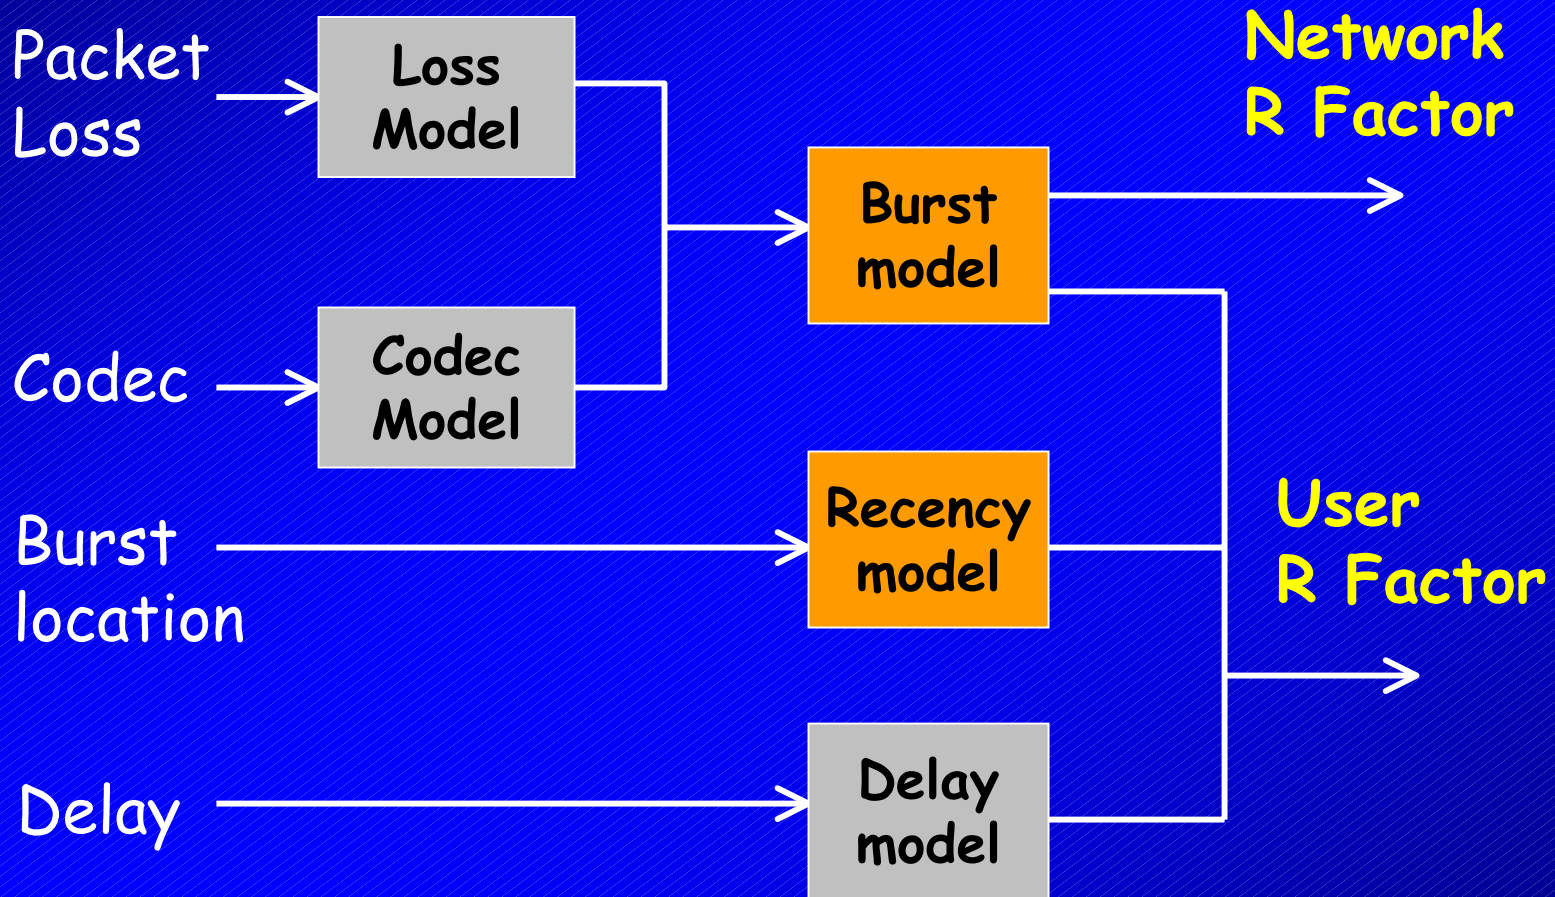 Packet
Loss
Loss
Model
Network
R Factor
Burst
model
Codec
Codec
Model
Burst
location
Recency
model
User
R Factor
Delay
Delay
model